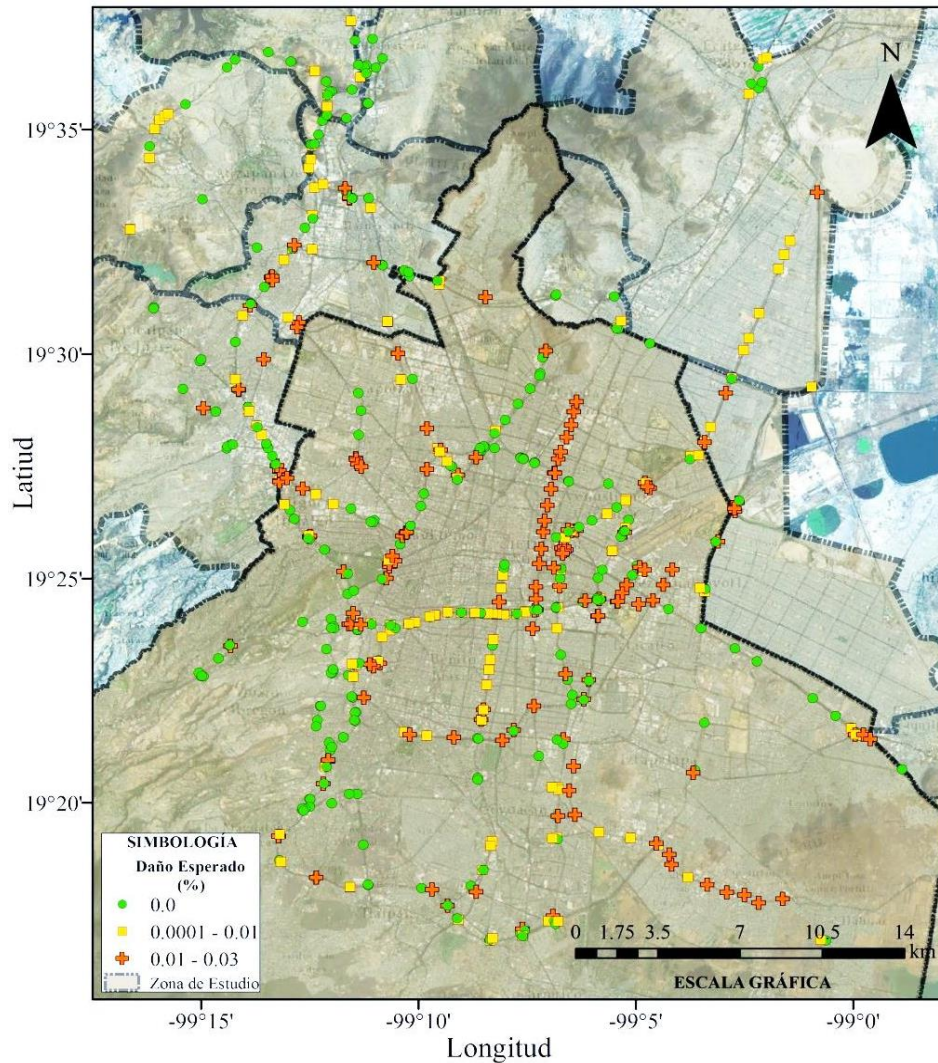 N
19°35'
19°30'
19°25'
19°20'
Latiud
SIMBOLOGÍA
Daño Esperado
(%)
0.0
0.0001 - 0.01
0.01 - 0.03
Zona de Estudio
0 1.75 3.5 7 10.5 14
km
ESCALA GRÁFICA
-99°15' -99°10' -99°5' -99°0'
Longitud